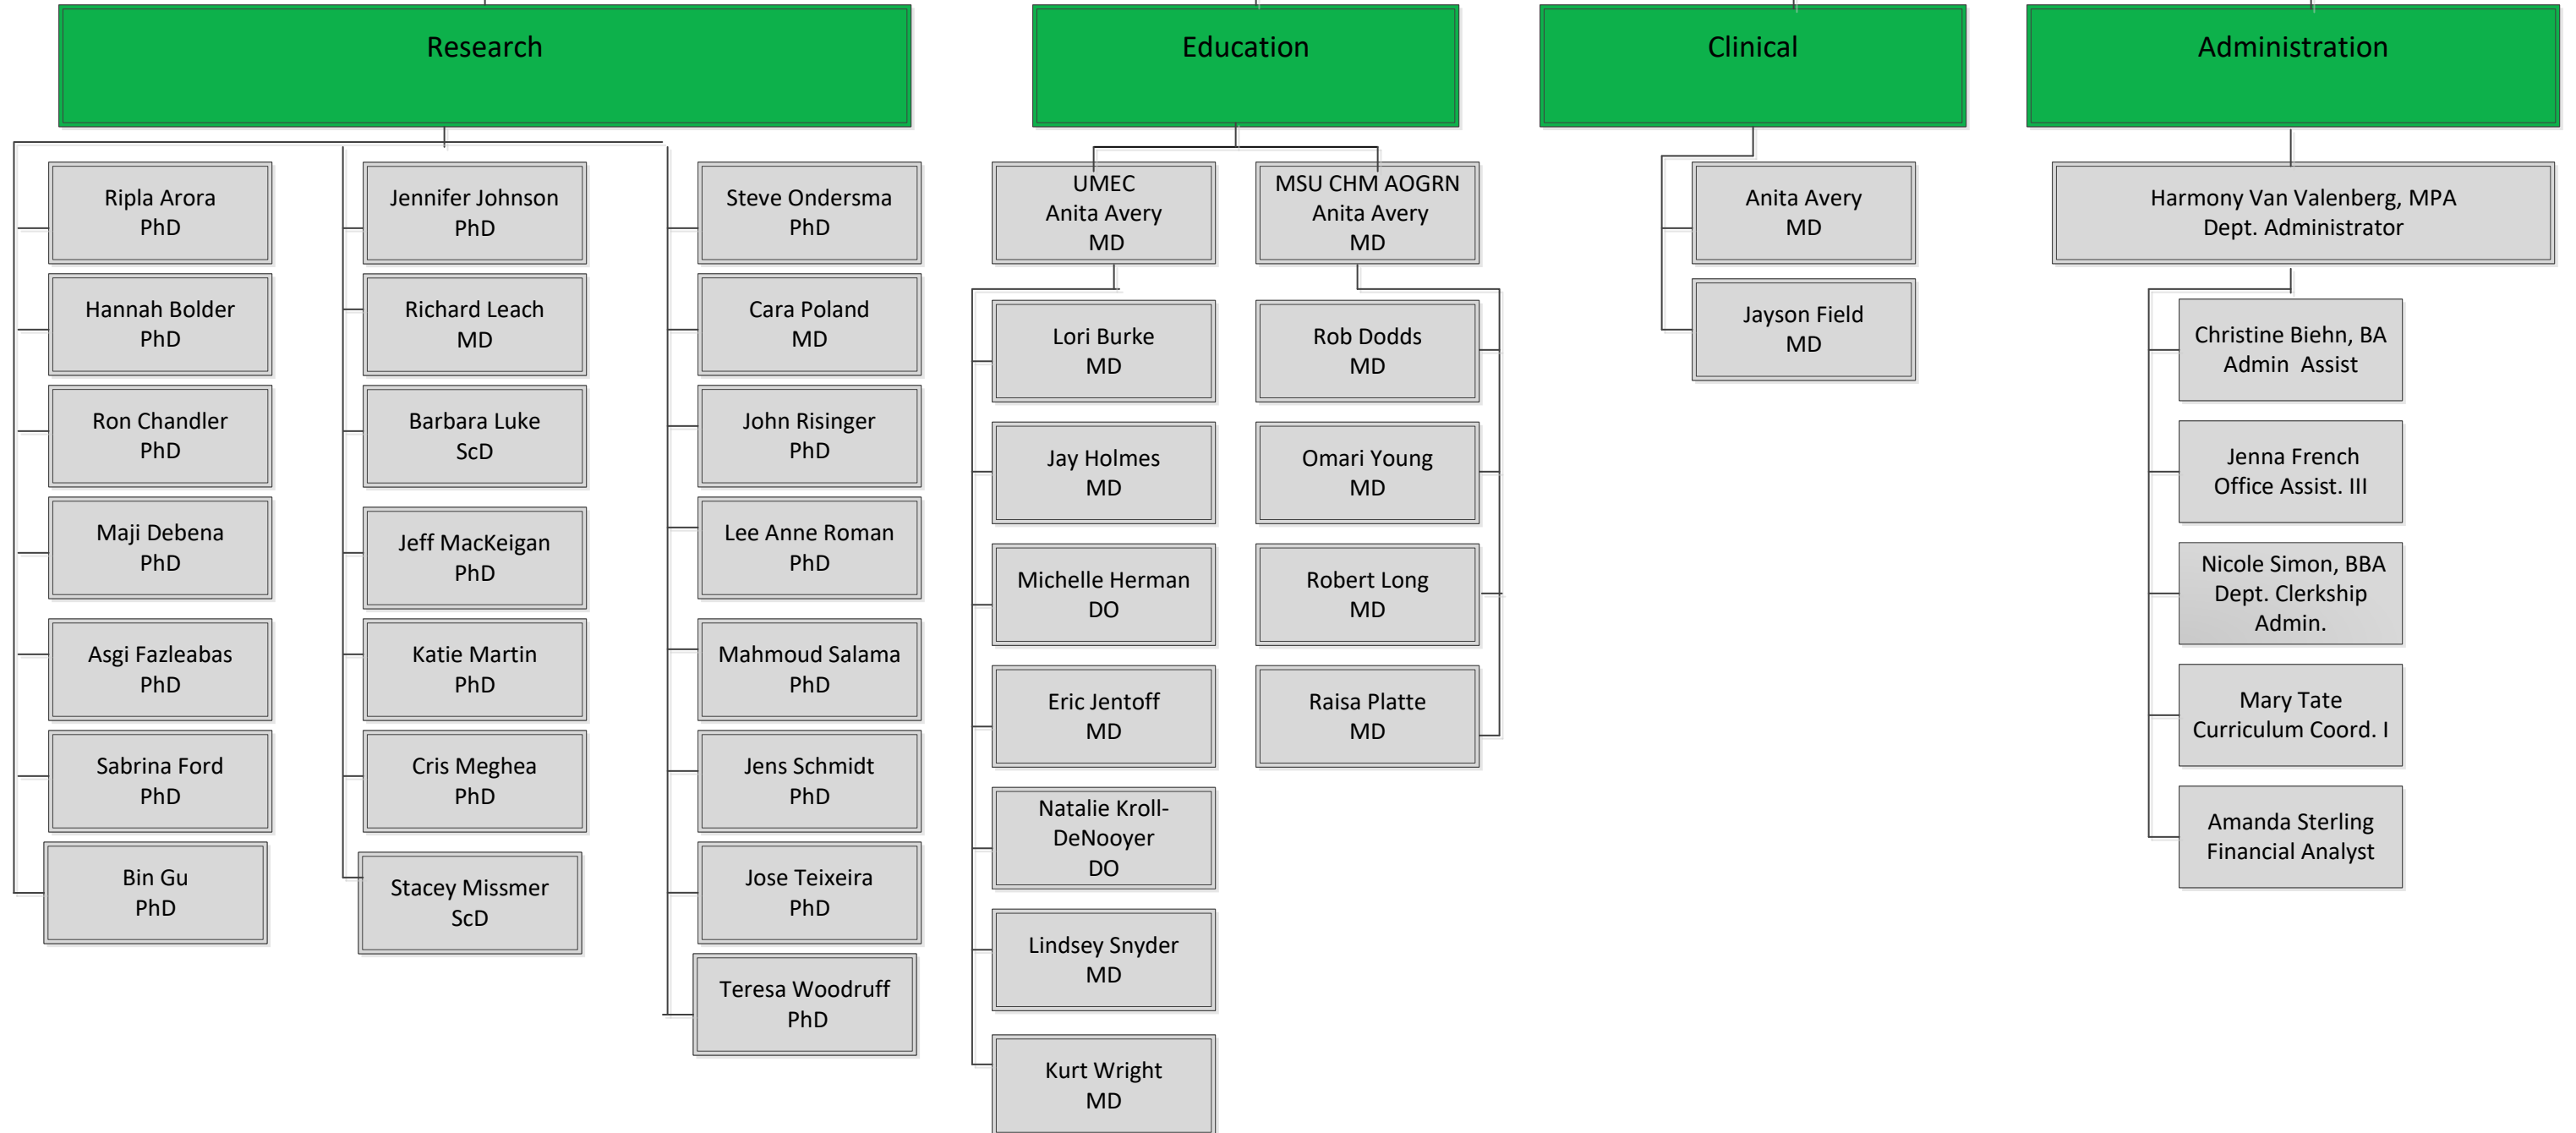 Research
Ripla Arora
PhD
Hannah Bolder
PhD
Ron Chandler
PhD
Maji Debena
PhD
Asgi Fazleabas
PhD
Sabrina Ford
PhD
Bin Gu
PhD
Jennifer Johnson
PhD
Richard Leach
MD
Barbara Luke
ScD
Jeff MacKeigan
PhD
Katie Martin
PhD
Cris Meghea
PhD
Stacey Missmer
ScD
Steve Ondersma
PhD
Cara Poland
MD
John Risinger
PhD
Lee Anne Roman
PhD
Mahmoud Salama
PhD
Jens Schmidt
PhD
Jose Teixeira
PhD
Teresa Woodruff
PhD
Education
UMEC
Anita Avery
MD
Lori Burke
MD
Jay Holmes
MD
Michelle Herman
DO
Eric Jentoff
MD
Natalie Kroll-
DeNooyer
DO
Lindsey Snyder
MD
Kurt Wright
MD
MSU CHM AOGRN
Anita Avery
MD
Rob Dodds
MD
Omari Young
MD
Robert Long
MD
Raisa Platte
MD
Clinical
Anita Avery
MD
Jayson Field
MD
Administration
Harmony Van Valenberg, MPA
Dept. Administrator
Christine Biehn, BA
Admin  Assist
Jenna French
Office Assist. III
Nicole Simon, BBA
Dept. Clerkship
Admin.
Mary Tate
Curriculum Coord. I
Amanda Sterling
Financial Analyst